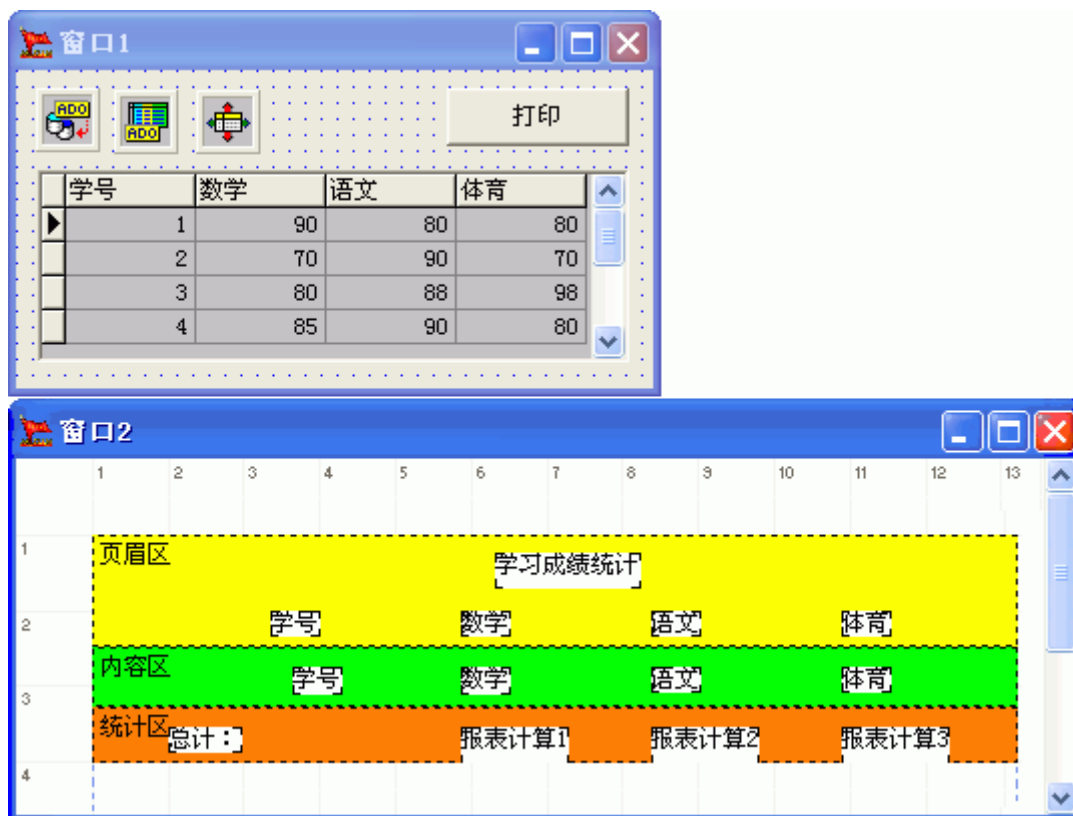 窗口1
ADO
ADO
打印
学号 数学 语文 体育
1 90 80 80
2 70 90 70
3 80 88 98
4 85 90 80
窗口2
1 2 3 4 5 6 7 8 9 10 11 12 13
1
页眉区
学习成绩统计
2
学号 数学 语文 体育
内容区
学号 数学 语文 体育
3
统计区
总计：
报表计算1 报表计算2 报表计算3
4